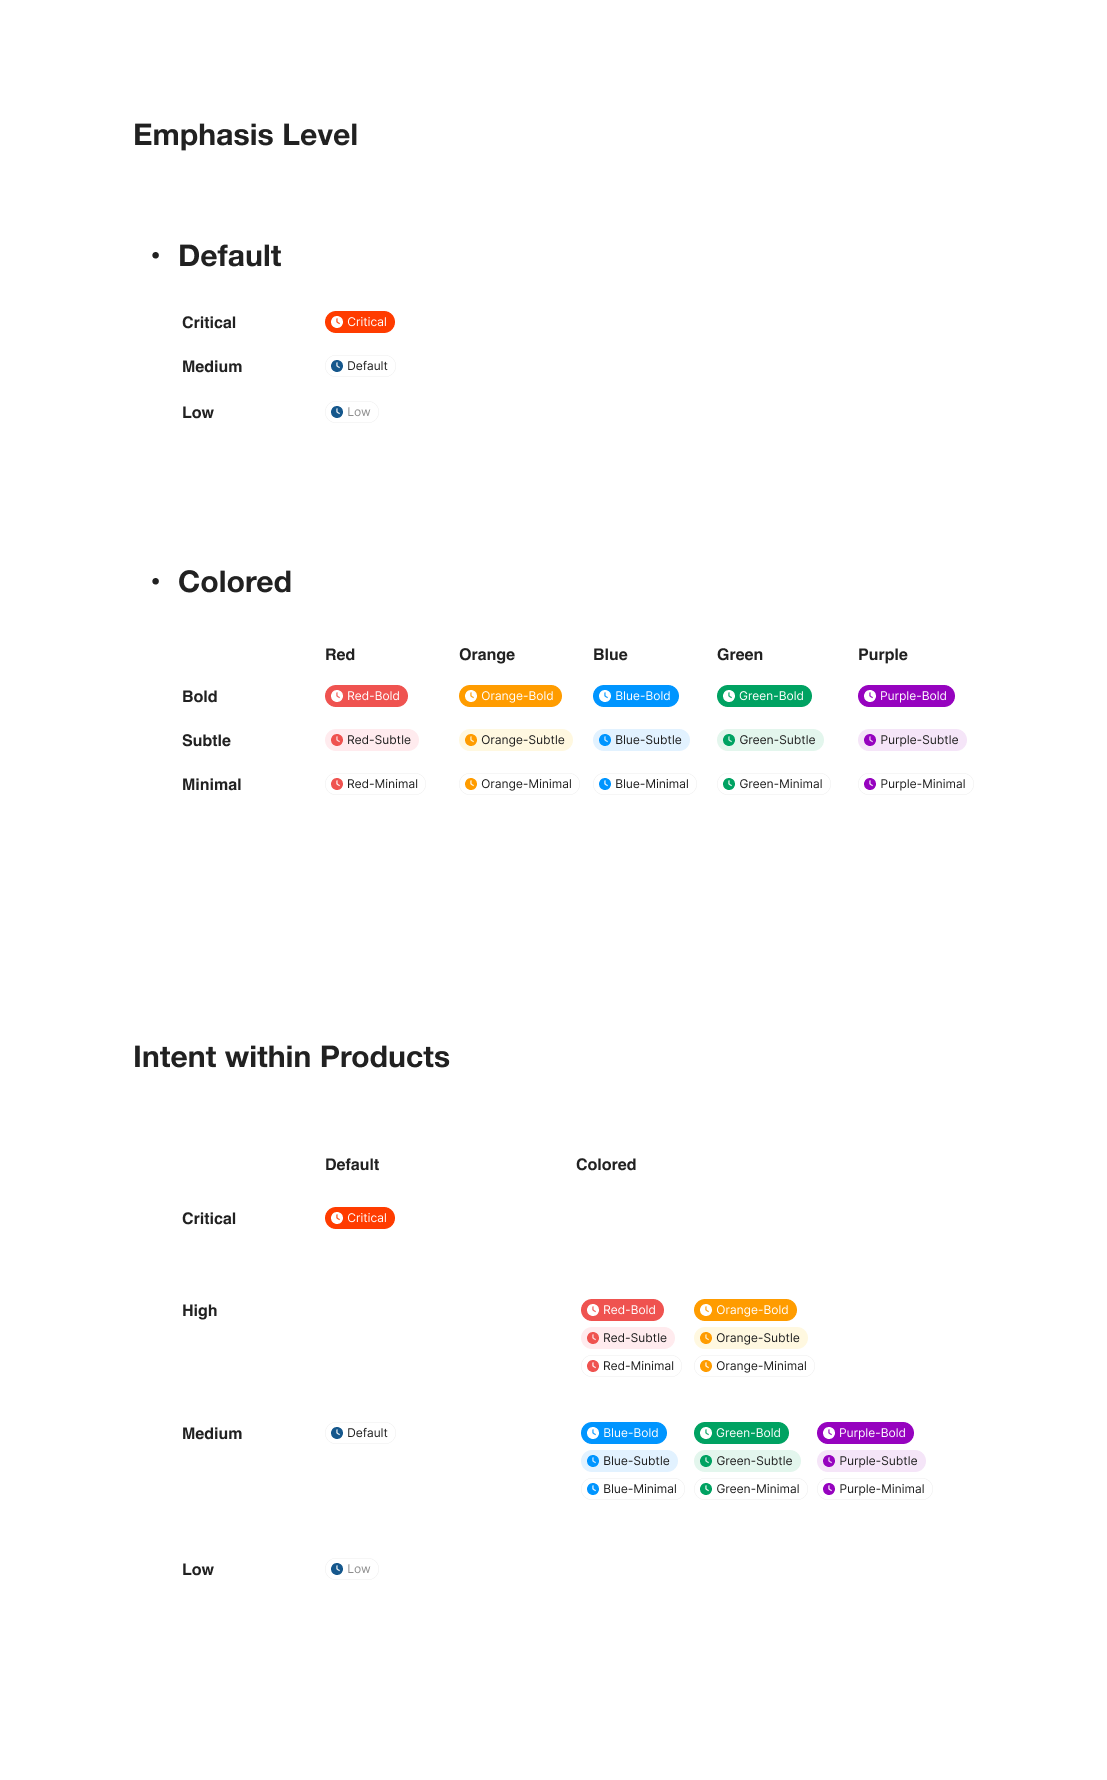 Emphasis Level
• Default
Critical Critical
Medium Default
Low Low
• Colored
Red Orange Blue Green Purple
Bold Red-Bold Orange-Bold Blue-Bold Green-Bold Purple-Bold
Subtle Red-Subtle Orange-Subtle Blue-Subtle Green-Subtle Purple-Subtle
Minimal Red-Minimal Orange-Minimal Blue-Minimal Green-Minimal Purple-Minimal
Intent within Products
Default Colored
Critical Critical
High Red-Bold Orange-Bold
Red-Subtle Orange-Subtle
Red-Minimal Orange-Minimal
Medium Default Blue-Bold Green-Bold Purple-Bold
Blue-Subtle Green-Subtle Purple-Subtle
Blue-Minimal Green-Minimal Purple-Minimal
Low Low